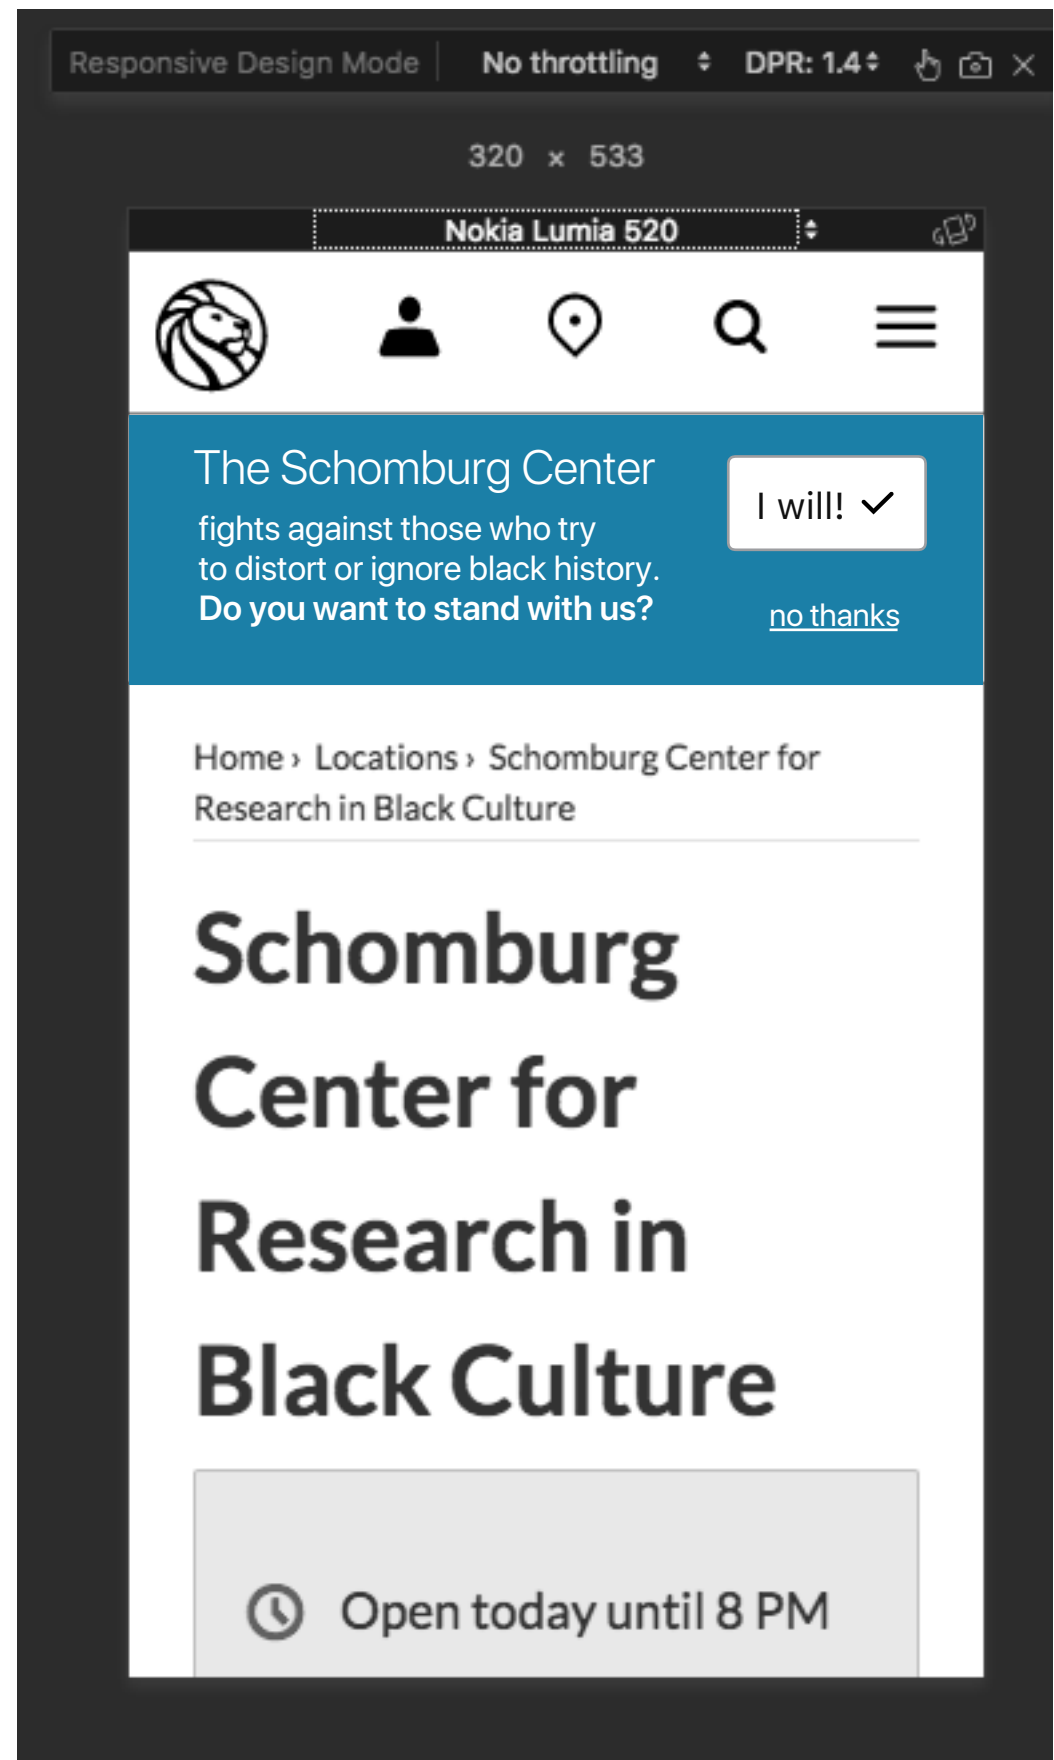 Responsive Design Mode No throttling DPR: 1.4
320 x 533
Nokia Lumia 520
The Schomburg Center
fights against those who try
to distort or ignore black history.
Do you want to stand with us?
I will!
no thanks
Home › Locations › Schomburg Center for
Research in Black Culture
Schomburg
Center for
Research in
Black Culture
Open today until 8 PM